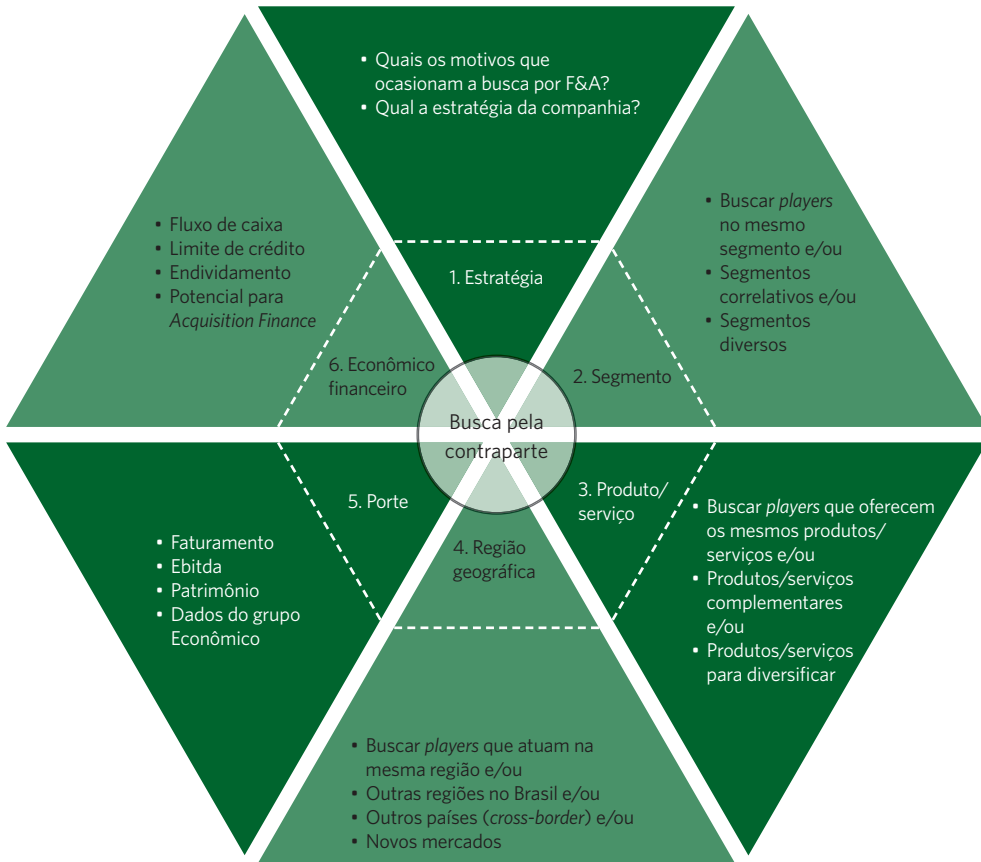 • Quais os motivos que
ocasionam a busca por F&A?
• Qual a estratégia da companhia?
1. Estratégia
• Buscar players
no mesmo
segmento e/ou
• Segmentos
correlativos e/ou
• Segmentos
diversos
2. Segmento
• Fluxo de caixa
• Limite de crédito
• Endividamento
• Potencial para
Acquisition Finance
6. Econômico
financeiro
Busca pela
contraparte
3. Produto/
serviço
• Buscar players que oferecem
os mesmos produtos/
serviços e/ou
• Produtos/serviços
complementares
e/ou
• Produtos/serviços
para diversificar
5. Porte
• Faturamento
• Ebitda
• Patrimônio
• Dados do grupo
Econômico
4. Região
geográfica
• Buscar players que atuam na
mesma região e/ou
• Outras regiões no Brasil e/ou
• Outros países (cross-border) e/ou
• Novos mercados